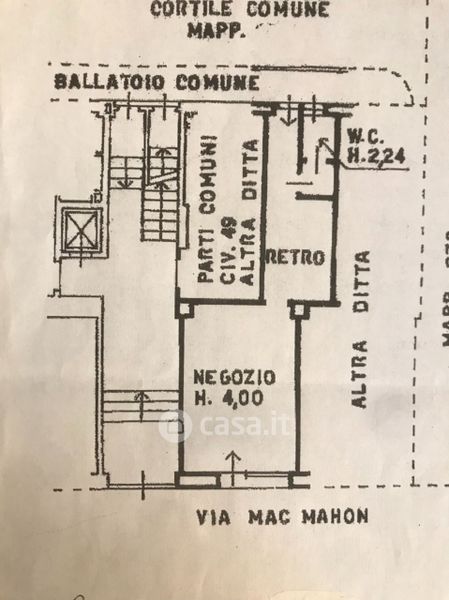 CORTILE COMUNE
MAPP.
BALLATOIO COMUNE
W.C.
H.2,24
PARTI COMUNI
CIV. 49
ALTRA DITTA
RETRO
ALTRA DITTA
MAPP.
NEGOZIO
H. 4,00
casa.it
VIA MAC MAHON